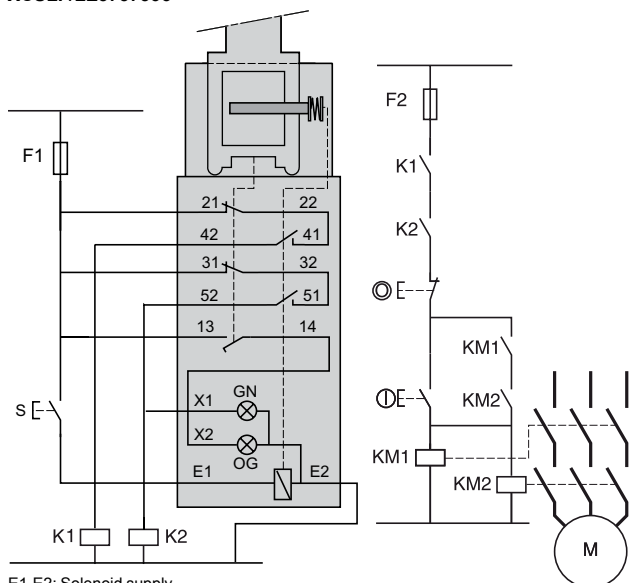 F1
F2
K1
K2
21 22
42 41
31 32
52 51
13 14
X1 GN
X2
OG
E1 E2
S
K1 K2
KM1
KM2
KM1
KM2
M
E1-E2: Solenoid supply